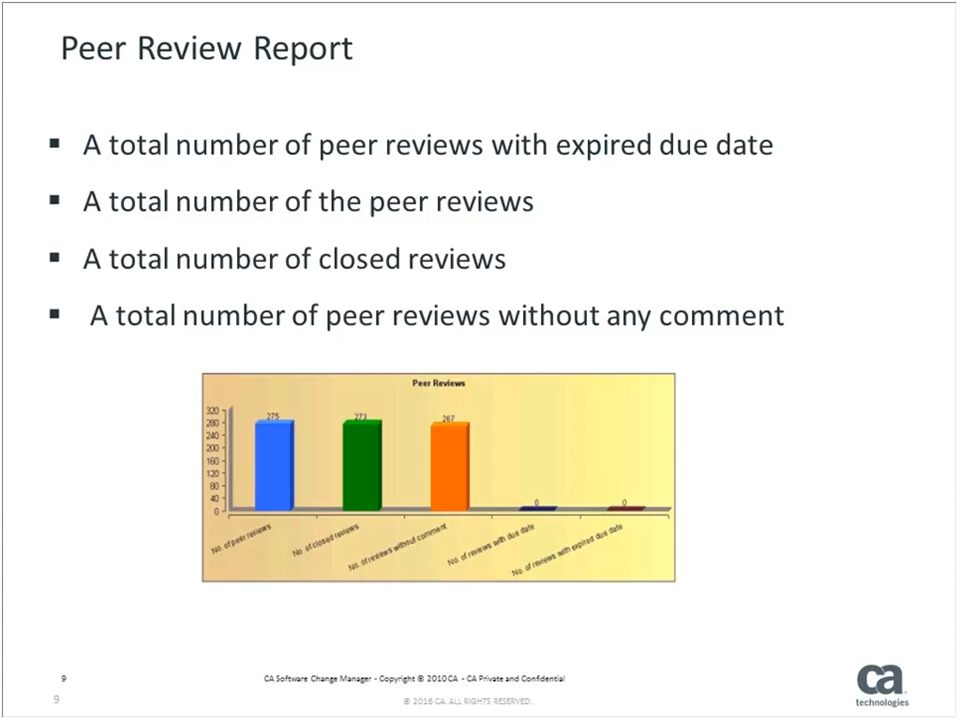 Peer Review Report
A total number of peer reviews with expired due date
A total number of the peer reviews
A total number of closed reviews
A total number of peer reviews without any comment
Peer Reviews
320
280
240
200
160
120
80
40
0
275
273
267
0
0
No. of peer reviews
No. of closed reviews
No. of reviews without comment
No. of reviews with due date
No. of reviews with expired due date
9
CA Software Change Manager - Copyright © 2010 CA - CA Private and Confidential
9
© 2016 CA. ALL RIGHTS RESERVED.
ca
technologies